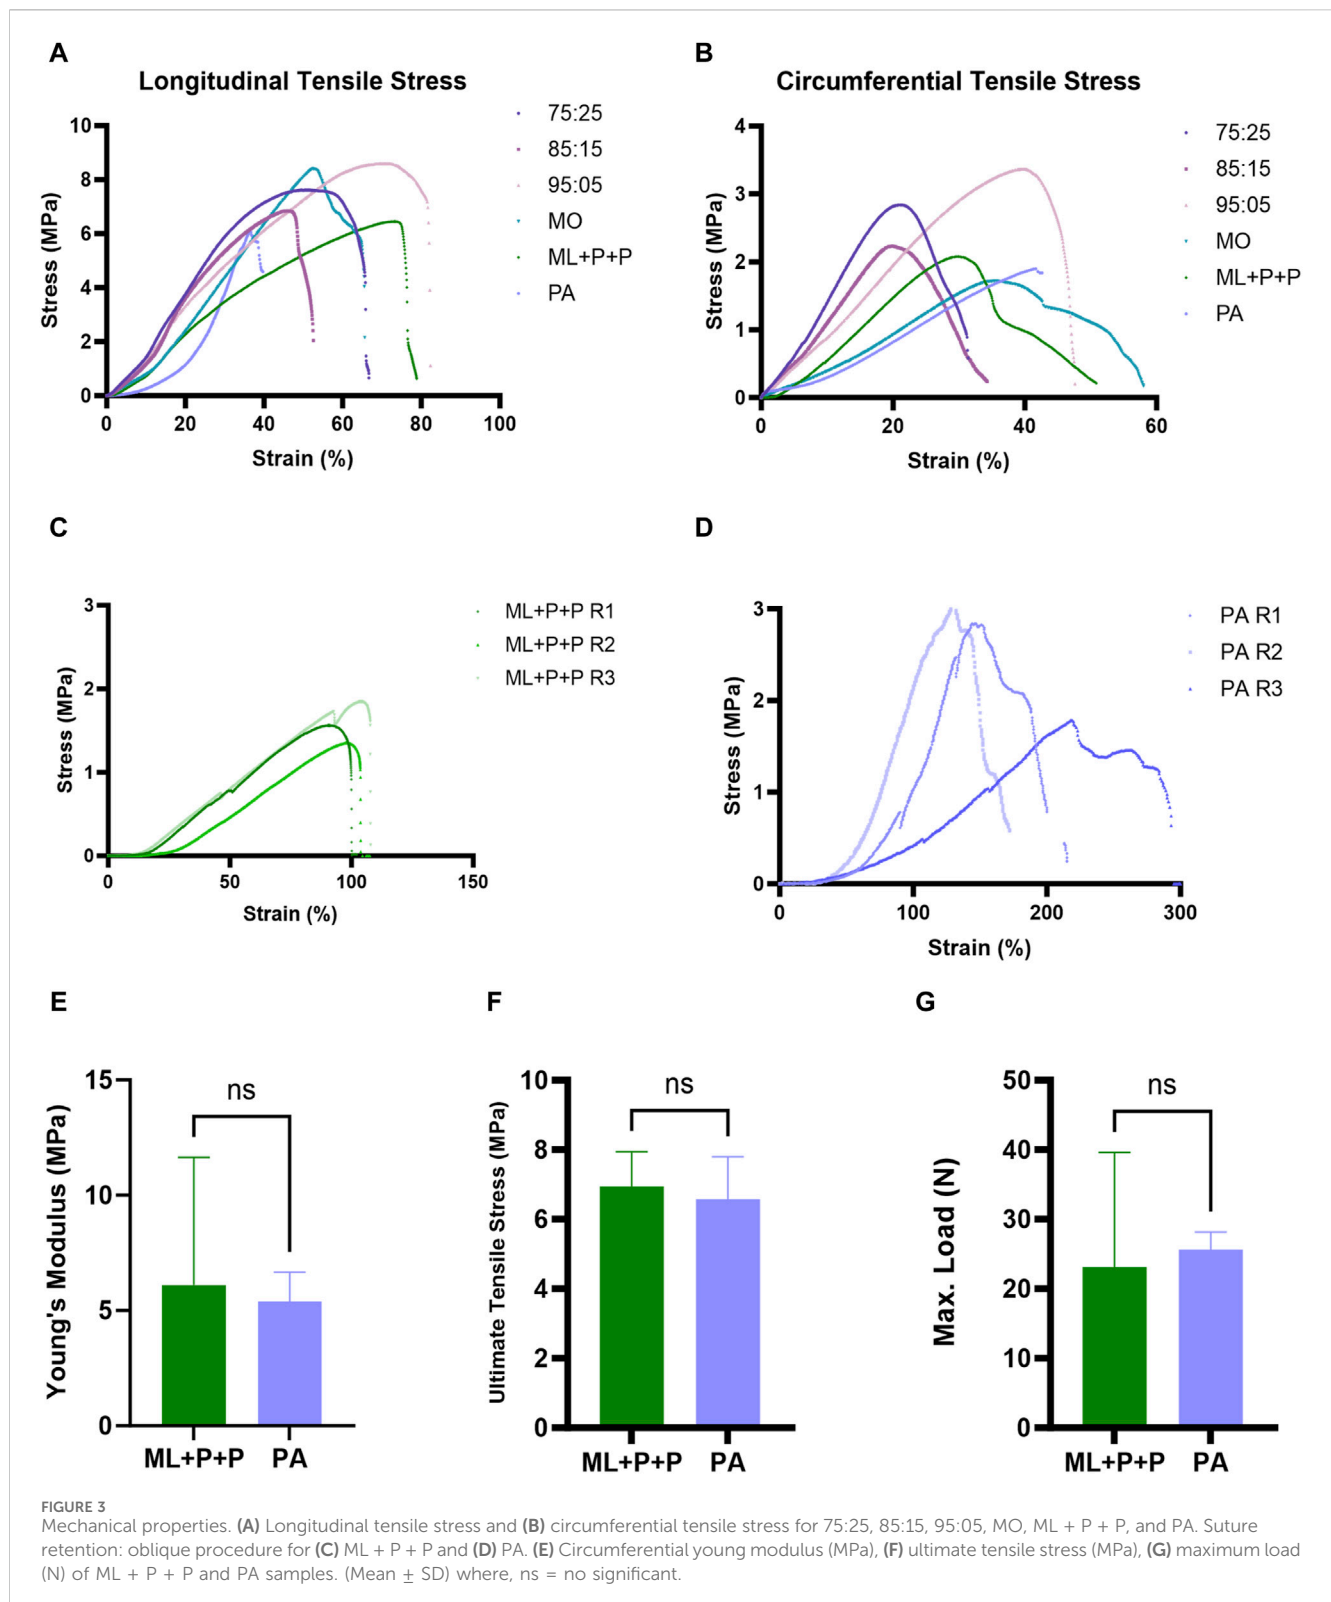 A
Longitudinal Tensile Stress
75:25
85:15
95:05
MO
ML+P+P
PA
10
8
6
4
2
0
Stress (MPa)
0 20 40 60 80 100
Strain (%)
B
Circumferential Tensile Stress
75:25
85:15
95:05
MO
ML+P+P
PA
4
3
2
1
0
Stress (MPa)
0 20 40 60
Strain (%)
C
ML+P+P R1
ML+P+P R2
ML+P+P R3
3
2
1
0
Stress (MPa)
0 50 100 150
Strain (%)
D
PA R1
PA R2
PA R3
3
2
1
0
Stress (MPa)
0 100 200 300
Strain (%)
E
15
10
5
0
Young's Modulus (MPa)
ns
ML+P+P PA
F
10
8
6
4
2
0
Ultimate Tensile Stress (MPa)
ns
ML+P+P PA
G
50
40
30
20
10
0
Max. Load (N)
ns
ML+P+P PA
FIGURE 3
Mechanical properties. (A) Longitudinal tensile stress and (B) circumferential tensile stress for 75:25, 85:15, 95:05, MO, ML + P + P, and PA. Suture
retention: oblique procedure for (C) ML + P + P and (D) PA. (E) Circumferential young modulus (MPa), (F) ultimate tensile stress (MPa), (G) maximum load
(N) of ML + P + P and PA samples. (Mean ± SD) where, ns = no significant.